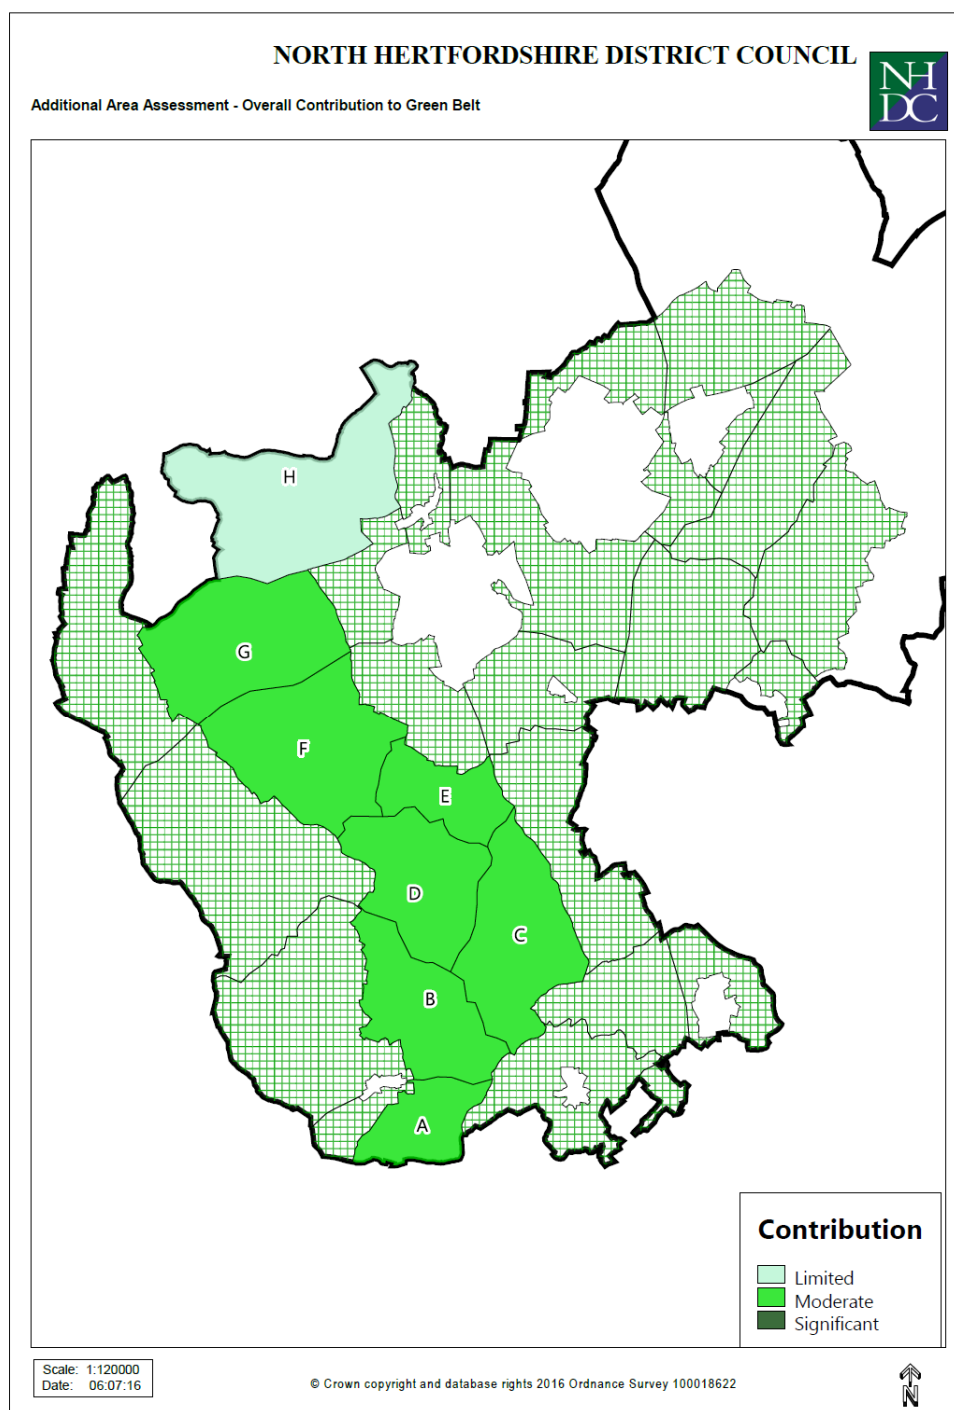 NORTH HERTFORDSHIRE DISTRICT COUNCIL
NH
DC
Additional Area Assessment - Overall Contribution to Green Belt
H
G
F
E
D
C
B
A
Contribution
Limited
Moderate
Significant
Scale: 1:120000
Date: 06:07:16
© Crown copyright and database rights 2016 Ordnance Survey 100018622
N